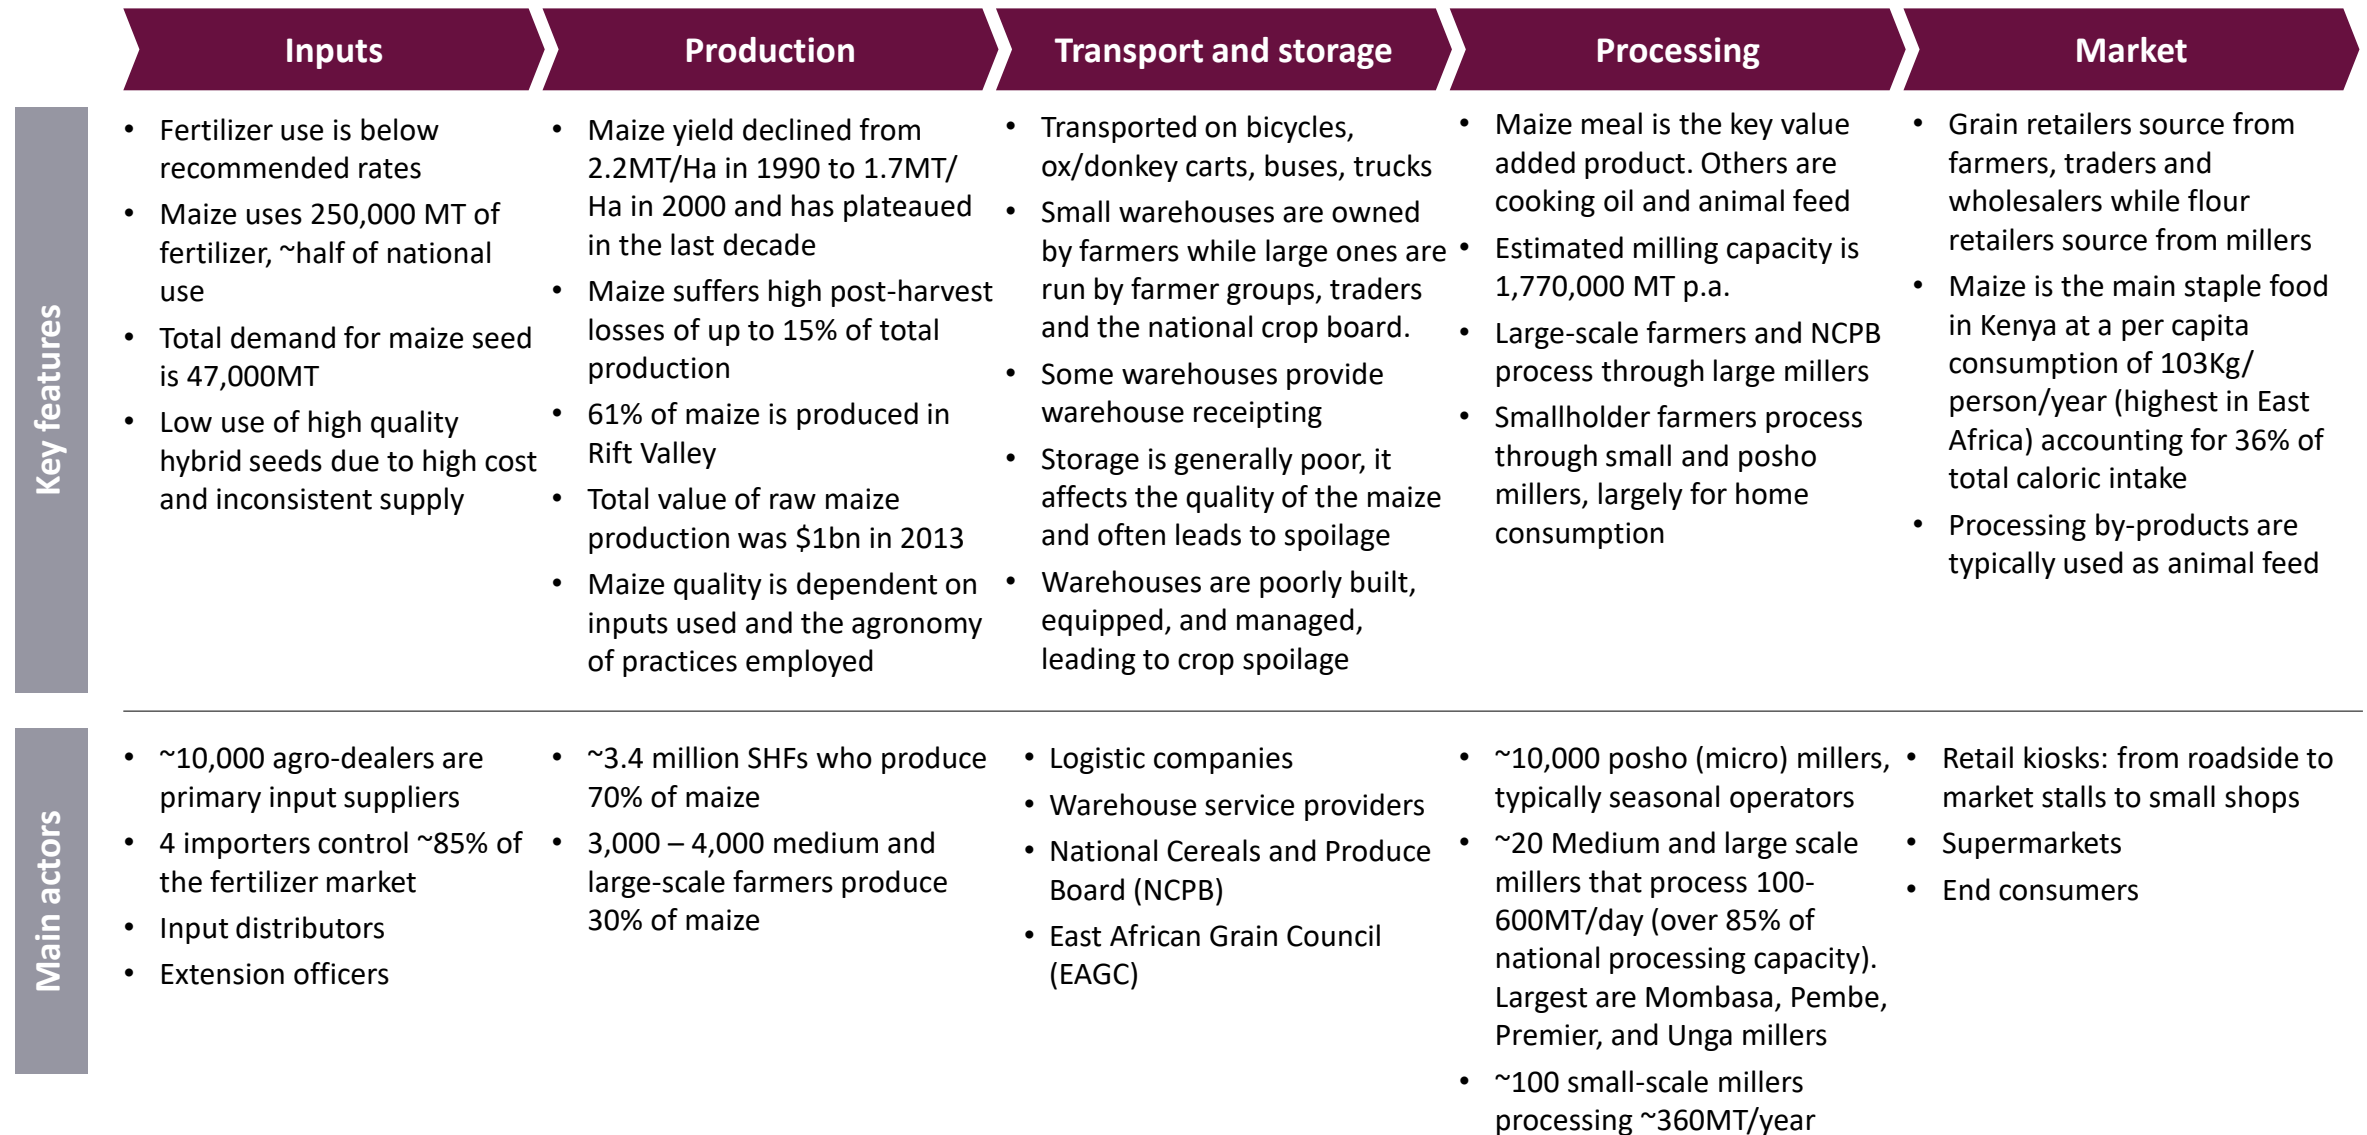 Inputs
Production
Transport and storage
Processing
Market
Key features
• Fertilizer use is below
recommended rates
• Maize uses 250,000 MT of
fertilizer, ~half of national
use
• Total demand for maize seed
is 47,000MT
• Low use of high quality
hybrid seeds due to high cost
and inconsistent supply
• Maize yield declined from
2.2MT/Ha in 1990 to 1.7MT/
Ha in 2000 and has plateaued
in the last decade
• Maize suffers high post-harvest
losses of up to 15% of total
production
• 61% of maize is produced in
Rift Valley
• Total value of raw maize
production was $1bn in 2013
• Maize quality is dependent on
inputs used and the agronomy
of practices employed
• Transported on bicycles,
ox/donkey carts, buses, trucks
• Small warehouses are owned
by farmers while large ones are
run by farmer groups, traders
and the national crop board.
• Some warehouses provide
warehouse receipting
• Storage is generally poor, it
affects the quality of the maize
and often leads to spoilage
• Warehouses are poorly built,
equipped, and managed,
leading to crop spoilage
• Maize meal is the key value
added product. Others are
cooking oil and animal feed
• Estimated milling capacity is
1,770,000 MT p.a.
• Large-scale farmers and NCPB
process through large millers
• Smallholder farmers process
through small and posho
millers, largely for home
consumption
• Grain retailers source from
farmers, traders and
wholesalers while flour
retailers source from millers
• Maize is the main staple food
in Kenya at a per capita
consumption of 103Kg/
person/year (highest in East
Africa) accounting for 36% of
total caloric intake
• Processing by-products are
typically used as animal feed
Main actors
• ~10,000 agro-dealers are
primary input suppliers
• 4 importers control ~85% of
the fertilizer market
• Input distributors
• Extension officers
• ~3.4 million SHFs who produce
70% of maize
• 3,000 – 4,000 medium and
large-scale farmers produce
30% of maize
• Logistic companies
• Warehouse service providers
• National Cereals and Produce
Board (NCPB)
• East African Grain Council
(EAGC)
• ~10,000 posho (micro) millers,
typically seasonal operators
• ~20 Medium and large scale
millers that process 100-
600MT/day (over 85% of
national processing capacity).
Largest are Mombasa, Pembe,
Premier, and Unga millers
• ~100 small-scale millers
processing ~360MT/year
• Retail kiosks: from roadside to
market stalls to small shops
• Supermarkets
• End consumers